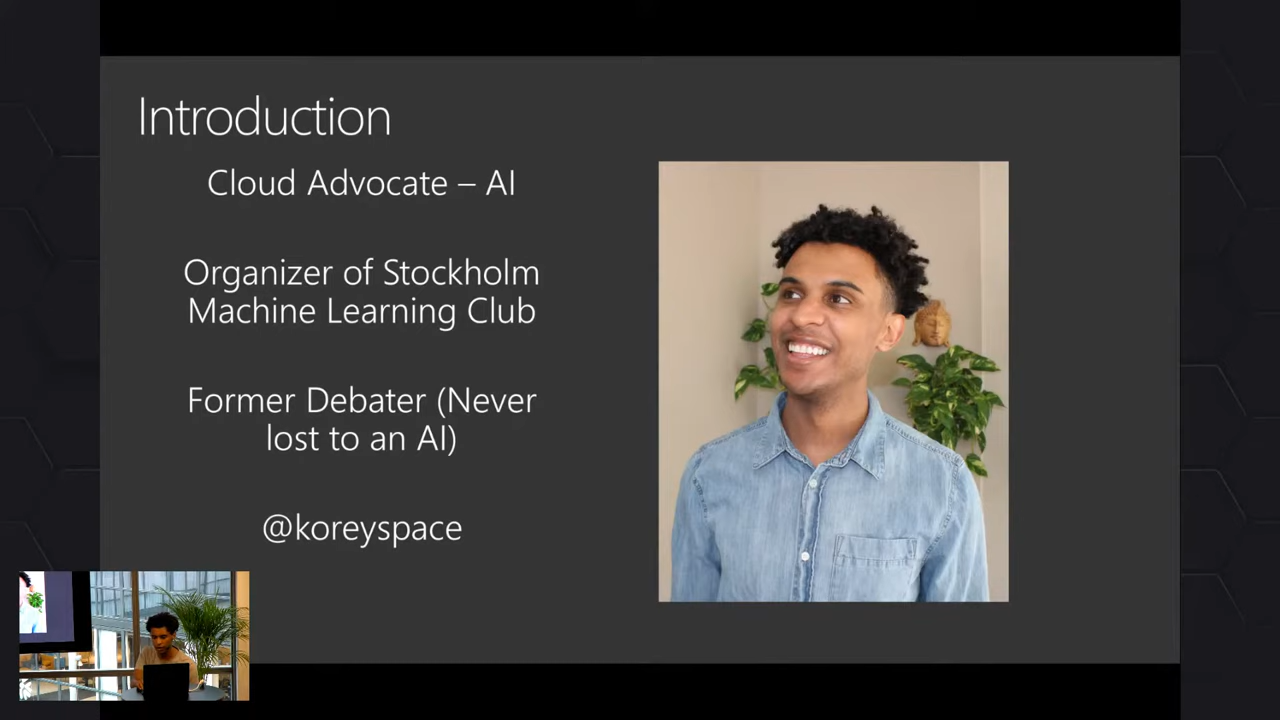 Introduction
Cloud Advocate – AI
Organizer of Stockholm
Machine Learning Club
Former Debater (Never
lost to an AI)
@koreyspace